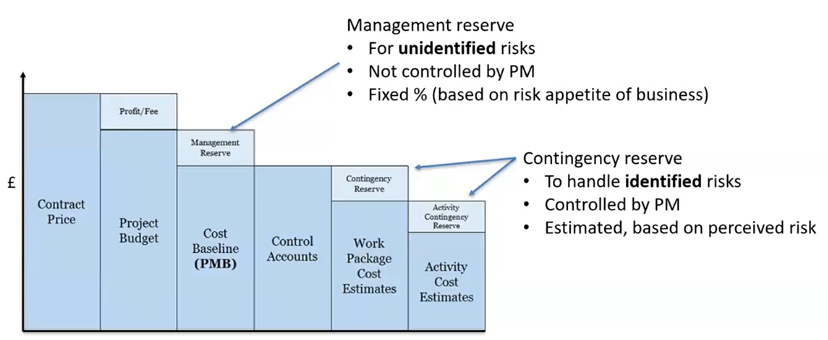 Management reserve
• For unidentified risks
• Not controlled by PM
• Fixed % (based on risk appetite of business)
Contingency reserve
• To handle identified risks
• Controlled by PM
• Estimated, based on perceived risk
£
Contract
Price
Profit/Fee
Project
Budget
Management
Reserve
Cost
Baseline
(PMB)
Control
Accounts
Contingency
Reserve
Work
Package
Cost
Estimates
Activity
Contingency
Reserve
Activity
Cost
Estimates